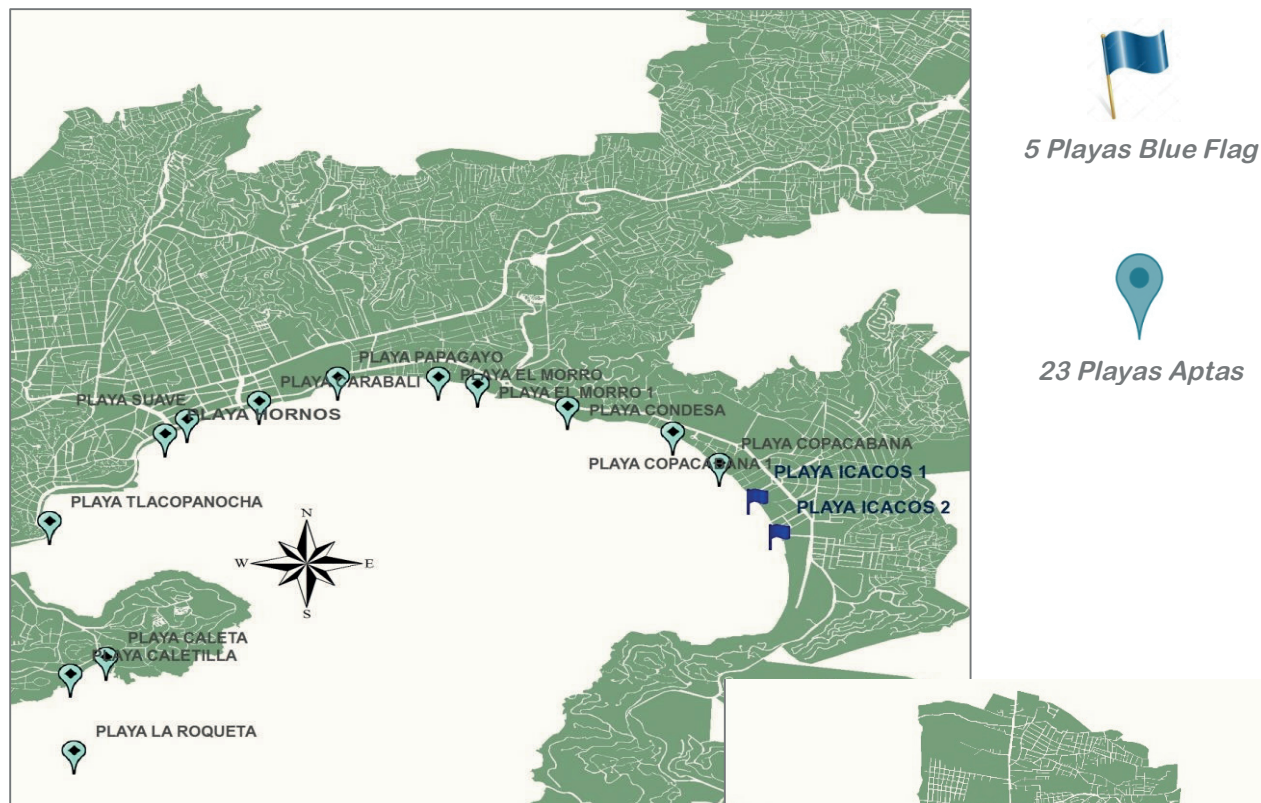 5 Playas Blue Flag
23 Playas Aptas
PLAYA PAPAGAYO
PLAYA EL MORRO
PLAYA CARABALI
PLAYA EL MORRO 1
PLAYA SUAVE
PLAYA HORNOS
PLAYA CONDESA
PLAYA COPACABANA
PLAYA COPACABANA 1
PLAYA ICACOS 1
PLAYA TLACOPANOCHA
PLAYA ICACOS 2
N
W
E
S
PLAYA CALETA
PLAYA CALETILLA
PLAYA LA ROQUETA